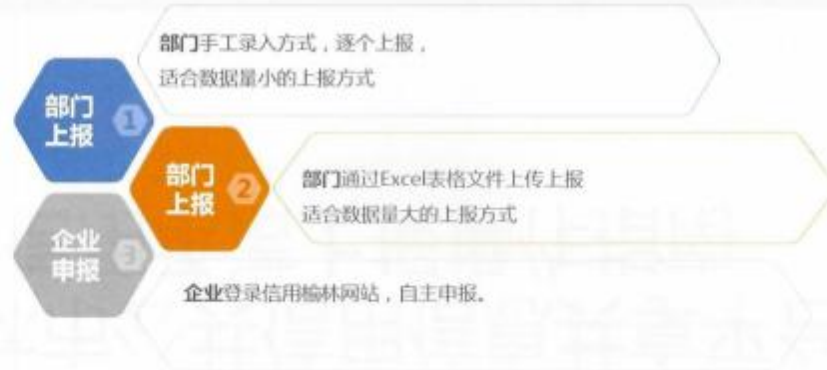 部门手工录入方式，逐个上报，
适合数据量小的上报方式
部门
上报
1
部门
上报
2
部门通过Excel表格文件上传上报
适合数据量大的上报方式
企业
申报
3
企业登录信用榆林网站，自主申报。